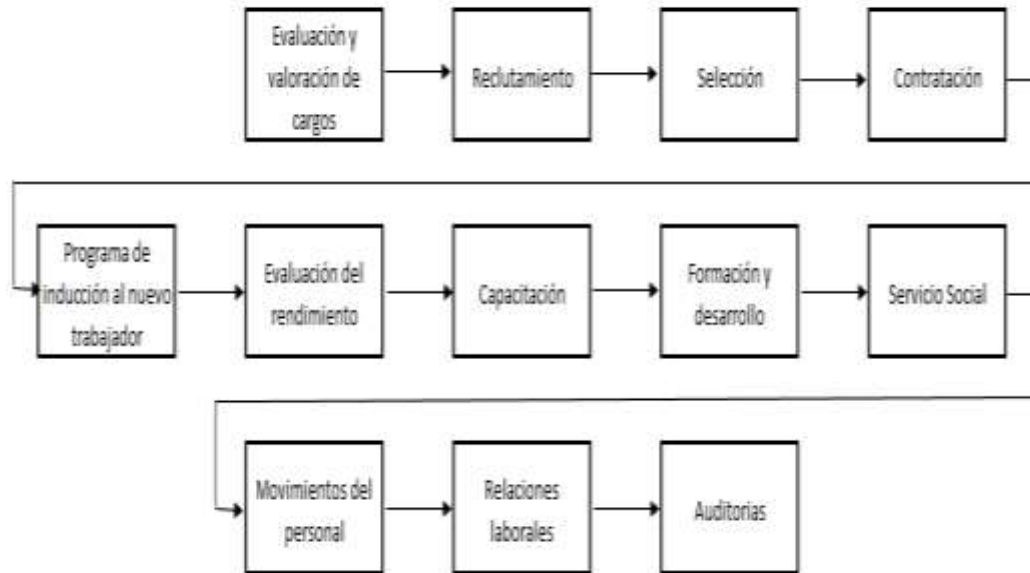 Evaluación y
valoración de
cargos
Reclutamiento
Selección
Contratación
Programa de
inducción al nuevo
trabajador
Evaluación del
rendimiento
Capacitación
Formación y
desarrollo
Servicio Social
Movimientos del
personal
Relaciones
laborales
Auditorias